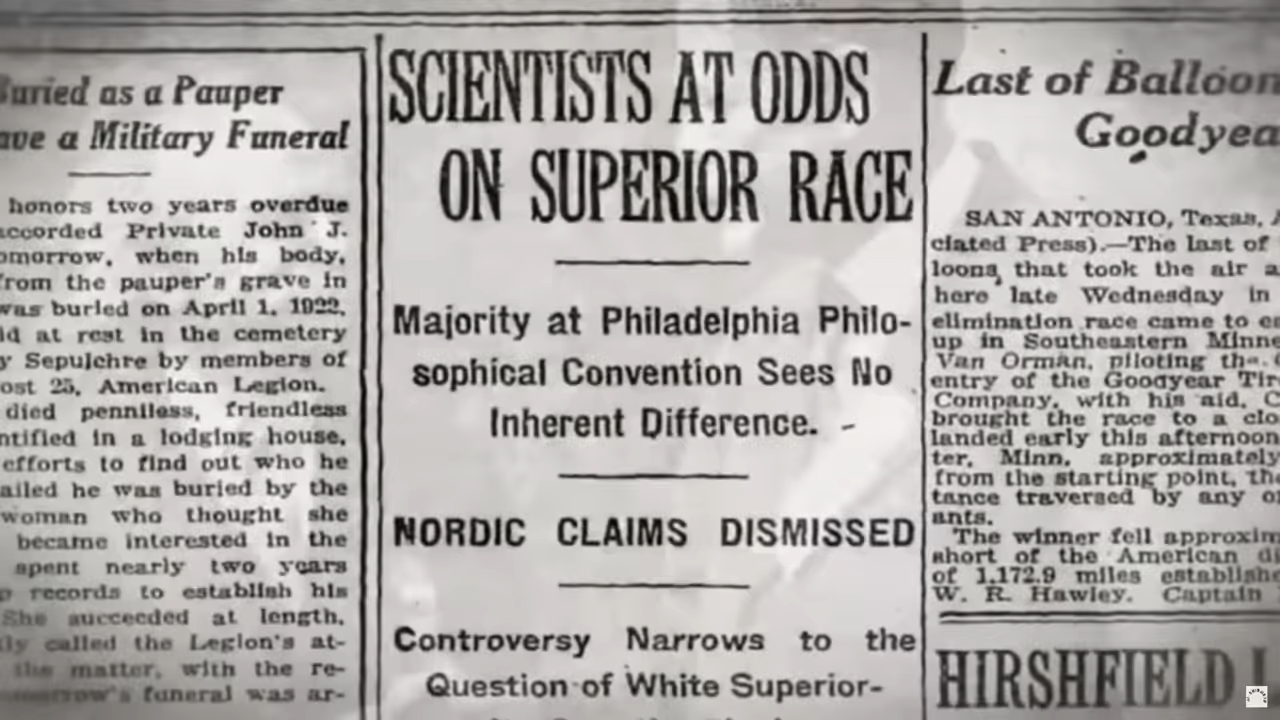 Buried as a Pauper
ave a Military Funeral
honors two years overdue
accorded Private John J.
omorrow, when his body,
from the pauper's grave in
was buried on April 1, 1922,
id at rest in the cemetery
y Sepulchre by members of
ost 25, American Legion.
died penniless, friendless
ntified in a lodging house,
efforts to find out who he
ailed he was buried by the
woman who thought she
became interested in the
spent nearly two years
p records to establish his
She succeeded at length,
ly called the Legion's at-
the matter, with the re-
omorrow's funeral was ar-
SCIENTISTS AT ODDS
ON SUPERIOR RACE
Majority at Philadelphia Philo-
sophical Convention Sees No
Inherent Difference.
NORDIC CLAIMS DISMISSED
Controversy Narrows to the
Question of White Superior-
Last of Balloon
Goodyea
SAN ANTONIO, Texas, A
ciated Press).—The last of
loons that took the air a
here late Wednesday in
elimination race came to e
up in Southeastern Minne
Van Orman, piloting the
entry of the Goodyear Tir
Company, with his aid, C
brought the race to a clo
landed early this afternoon
ter, Minn., approximately
from the starting point, the
tance traversed by any o
ants.
The winner fell approxim
short of the American di
of 1,172.9 miles establishe
W. R. Hawley. Captain
HIRSHFIELD